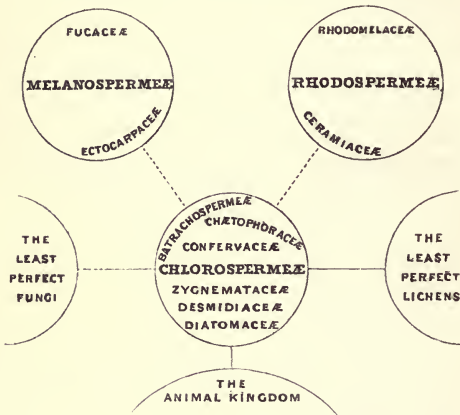 FUCACEÆ
MELANOSPERMEÆ
ECTOCARPACEÆ
RHODOMELACEÆ
RHODOSPERMEÆ
CERAMIACEÆ
THE
LEAST
PERFECT
FUNGI
BATRACHOSPERMEÆ
CHÆTOPHORACEÆ
CONFERVACEÆ
CHLOROSPERMEÆ
ZYGNEMATACEÆ
DESMIDIACEÆ
DIATOMACEÆ
THE
LEAST
PERFECT
LICHENS
THE
ANIMAL KINGDOM